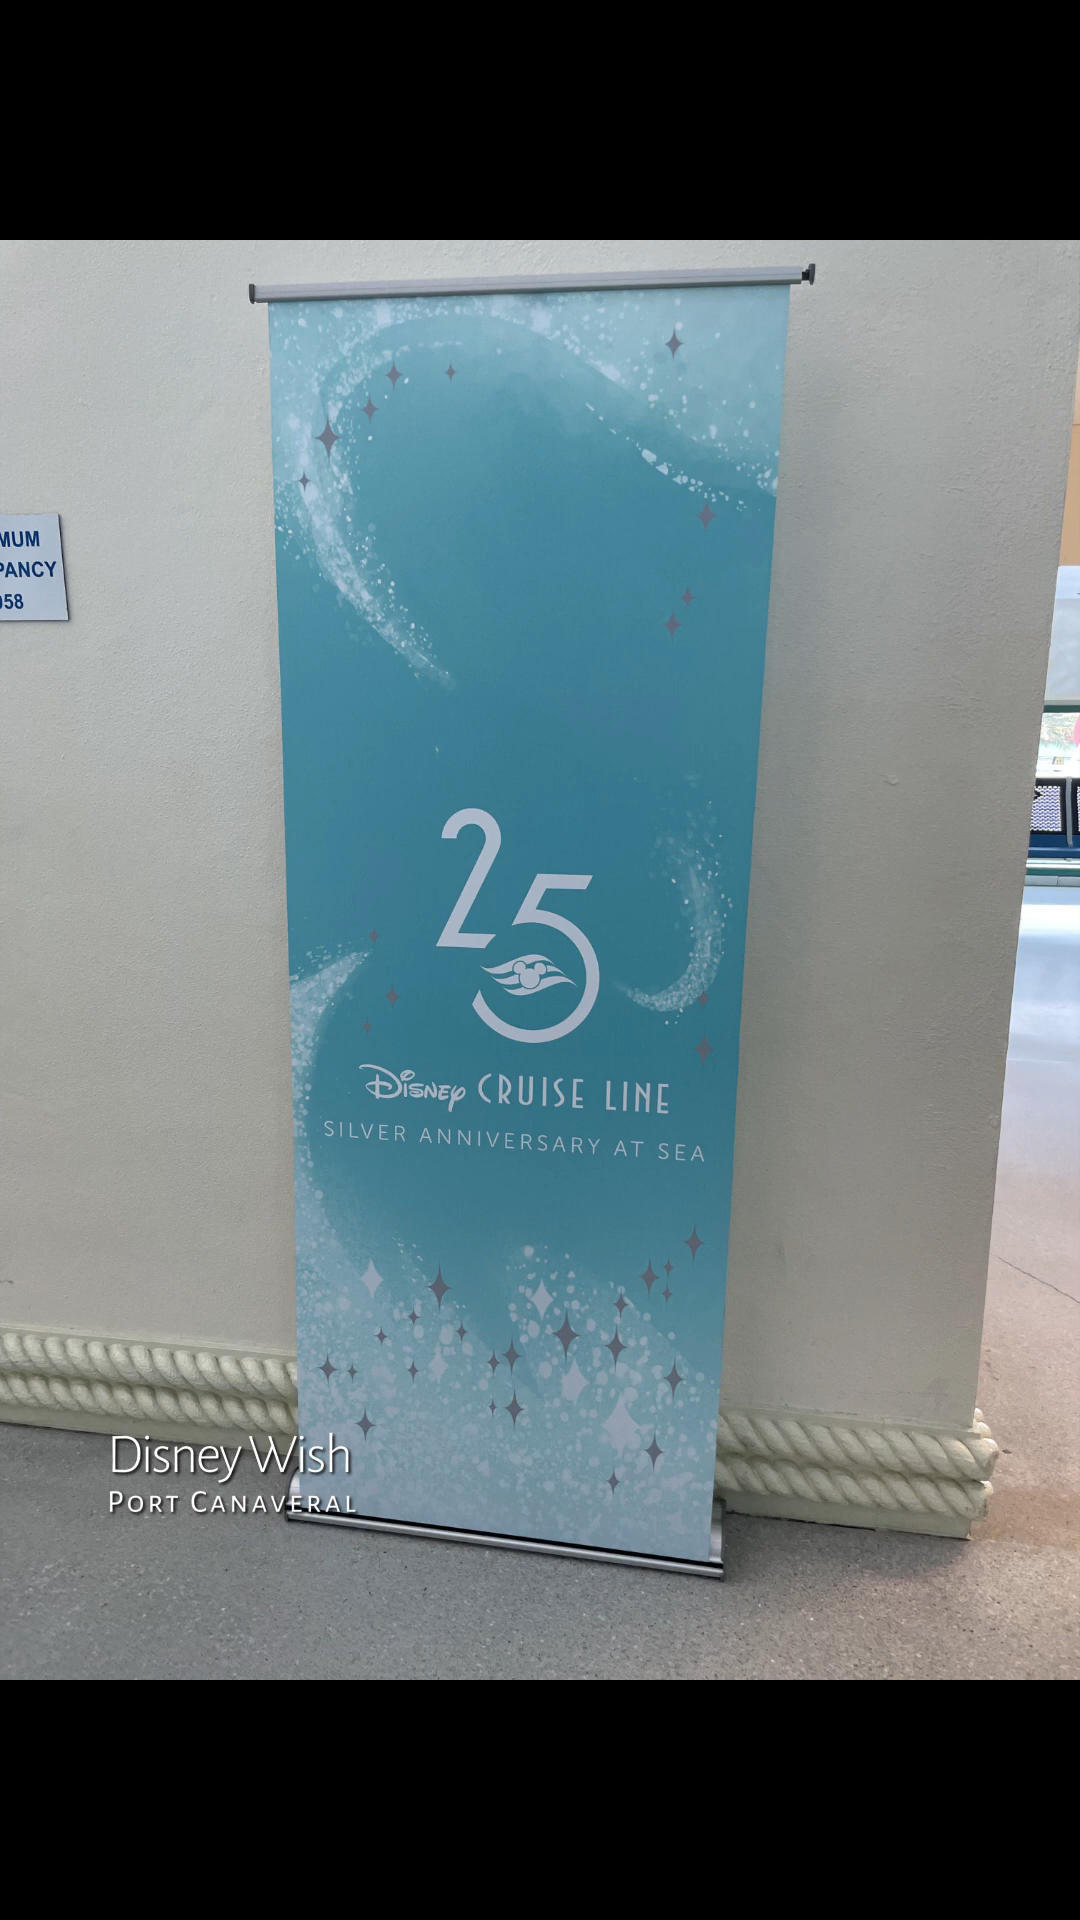 MUM
PANCY
058
25
Disney CRUISE LINE
SILVER ANNIVERSARY AT SEA
Disney Wish
PORT CANAVERAL